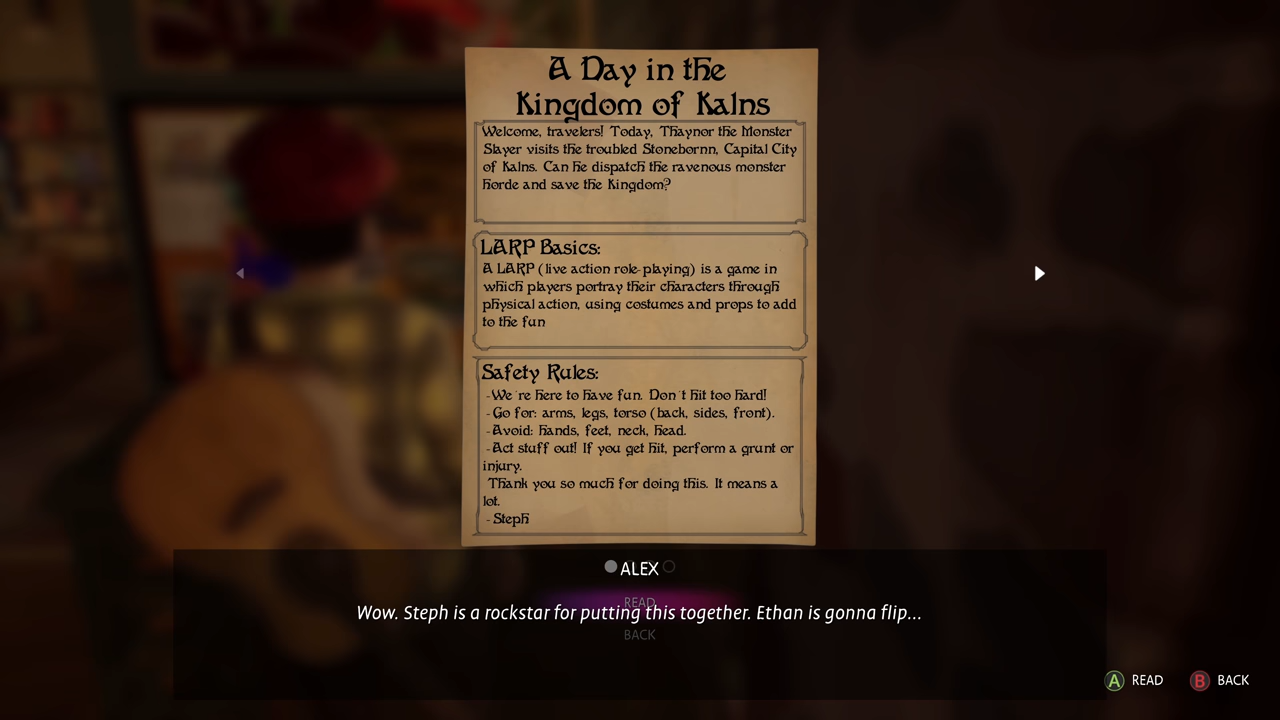 A Day in the
Kingdom of Kalns
Welcome, travelers! Today, Thaynor the Monster
Slayer visits the troubled Stonebornn, Capital City
of Kalns. Can he dispatch the ravenous monster
horde and save the Kingdom?
LARP Basics:
A LARP (live action role-playing) is a game in
which players portray their characters through
physical action, using costumes and props to add
to the fun
Safety Rules:
-We're here to have fun. Don't hit too hard!
-Go for: arms, legs, torso (back, sides, front).
-Avoid: hands, feet, neck, head.
-Act stuff out! If you get hit, perform a grunt or
injury.
Thank you so much for doing this. It means a
lot.
-Steph
ALEX
READ
Wow. Steph is a rockstar for putting this together. Ethan is gonna flip...
BACK
A READ B BACK